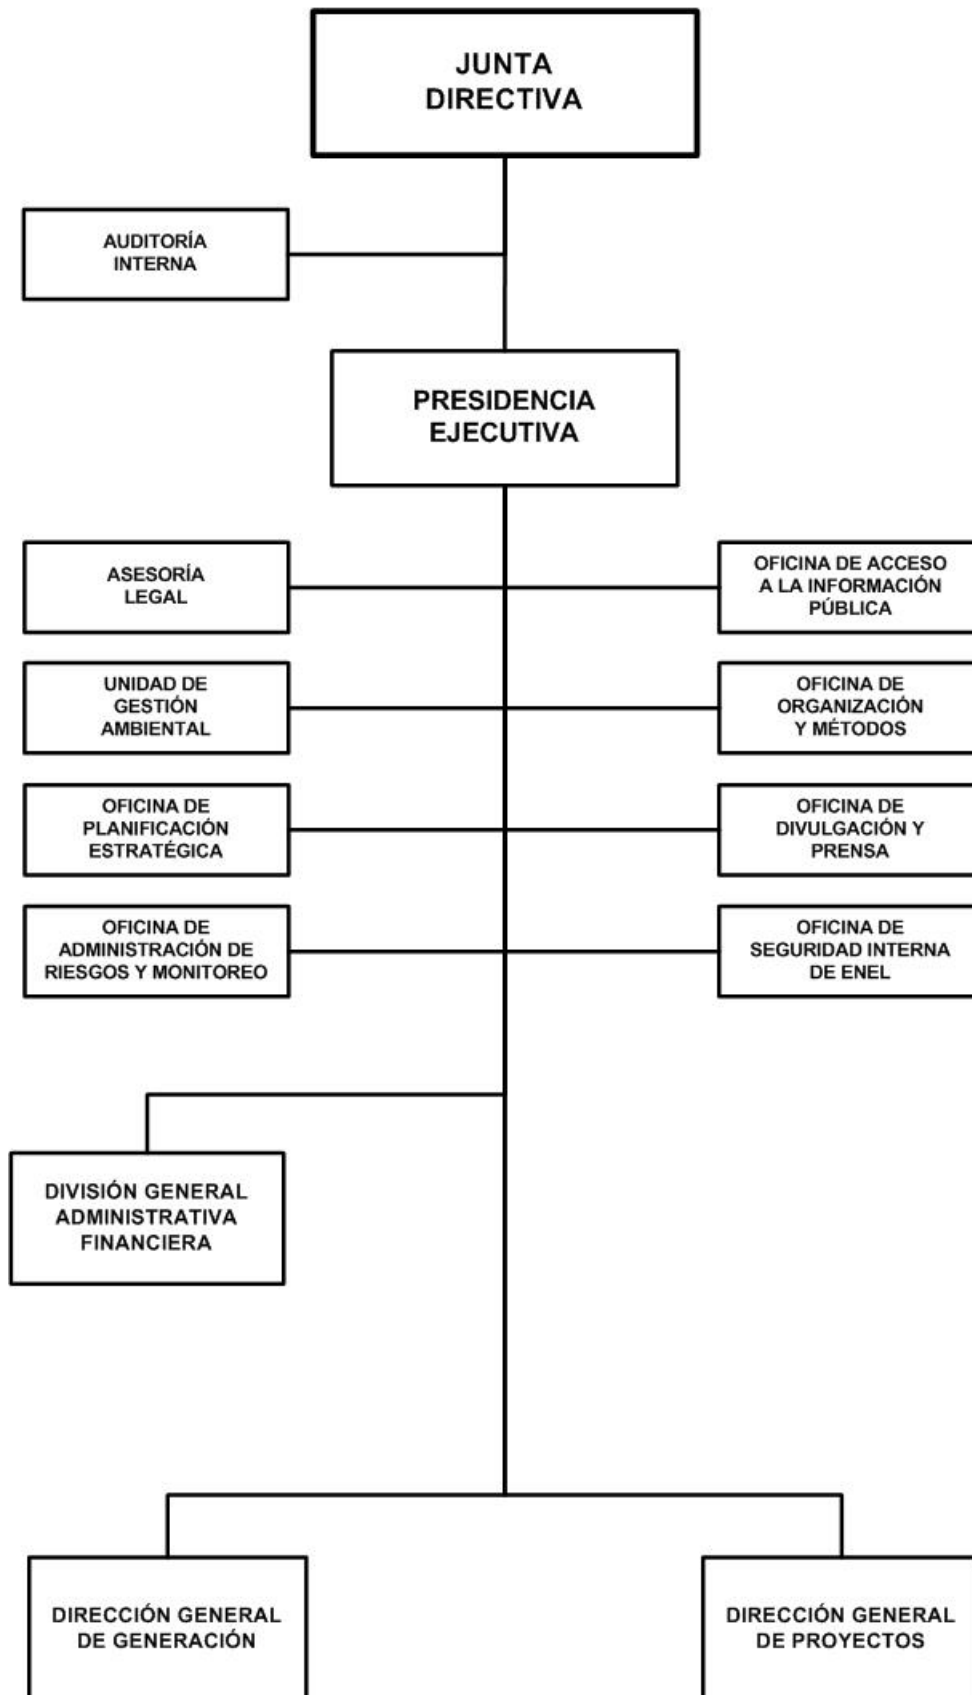 JUNTA
DIRECTIVA
AUDITORÍA
INTERNA
PRESIDENCIA
EJECUTIVA
ASESORÍA
LEGAL
OFICINA DE ACCESO
A LA INFORMACIÓN
PÚBLICA
UNIDAD DE
GESTIÓN
AMBIENTAL
OFICINA DE
ORGANIZACIÓN
Y MÉTODOS
OFICINA DE
PLANIFICACIÓN
ESTRATÉGICA
OFICINA DE
DIVULGACIÓN Y
PRENSA
OFICINA DE
ADMINISTRACIÓN DE
RIESGOS Y MONITOREO
OFICINA DE
SEGURIDAD INTERNA
DE ENEL
DIVISIÓN GENERAL
ADMINISTRATIVA
FINANCIERA
DIRECCIÓN GENERAL
DE GENERACIÓN
DIRECCIÓN GENERAL
DE PROYECTOS